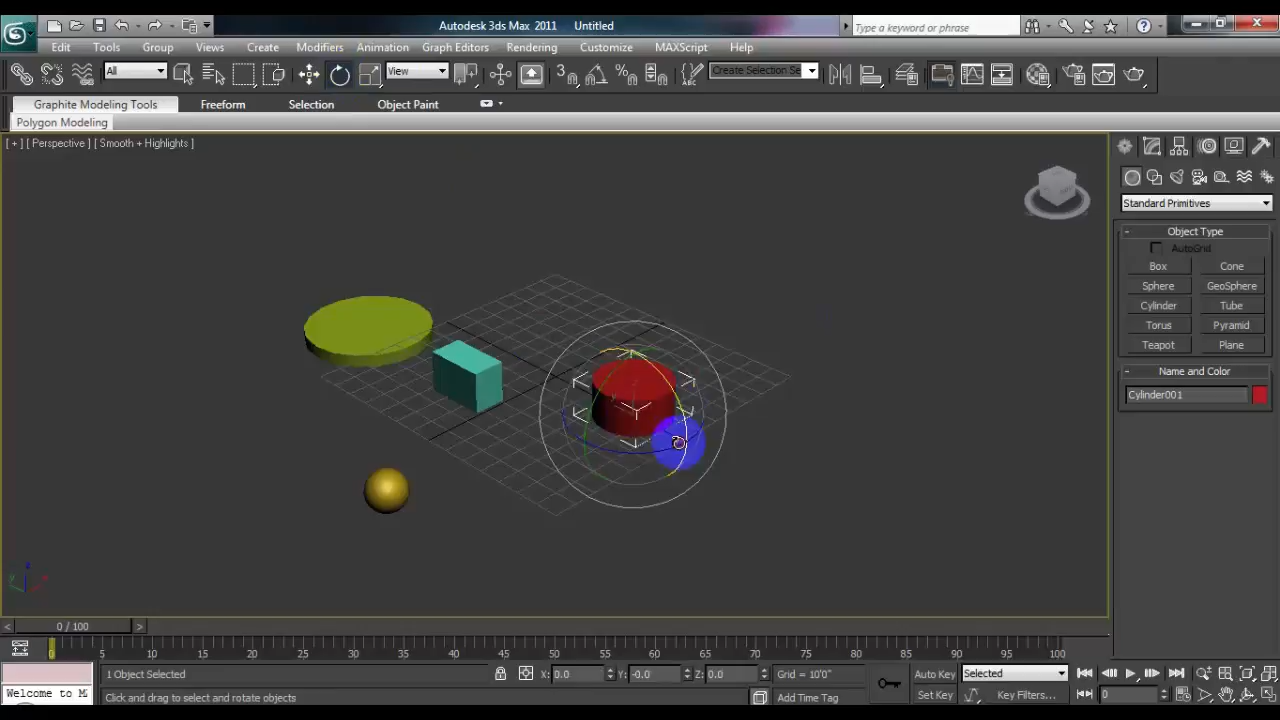 Autodesk 3ds Max 2011 Untitled
Type a keyword or phrase
Edit Tools Group Views Create Modifiers Animation Graph Editors Rendering Customize MAXScript Help
All View Create Selection Se
Graphite Modeling Tools Freeform Selection Object Paint
Polygon Modeling
[ + ] [ Perspective ] [ Smooth + Highlights ]
Standard Primitives
- Object Type
AutoGrid
Box Cone
Sphere GeoSphere
Cylinder Tube
Torus Pyramid
Teapot Plane
- Name and Color
Cylinder001
< 0 / 100 >
0 5 10 15 20 25 30 35 40 45 50 55 60 65 70 75 80 85 90 95 100
1 Object Selected X: 0.0 Y: -0.0 Z: 0.0 Grid = 10'0" Auto Key Selected
Welcome to M Click and drag to select and rotate objects Add Time Tag Set Key Key Filters... 0